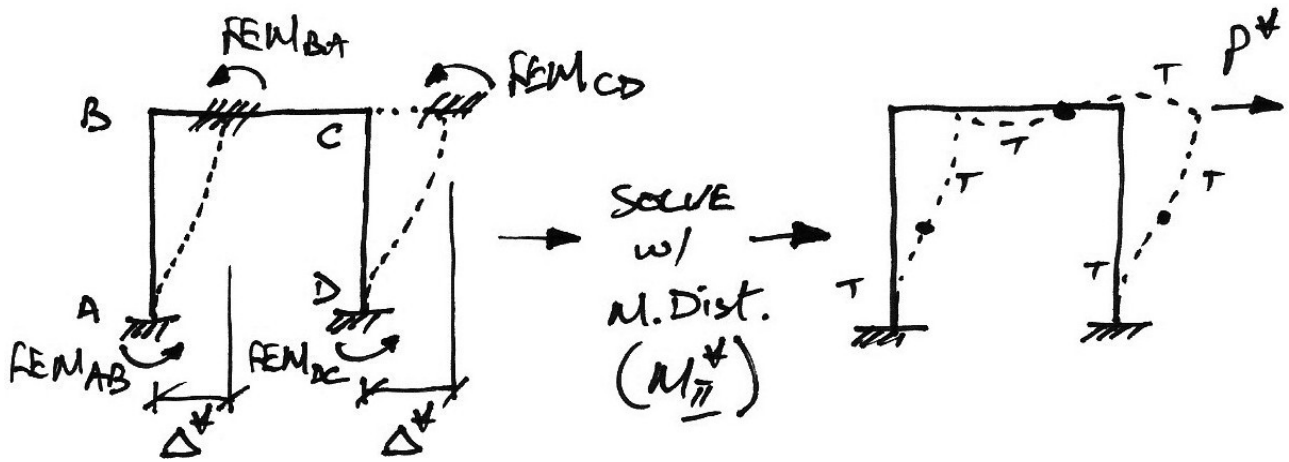 FEM_BA
FEM_CD
B
C
A
D
FEM_AB
FEM_DC
Δ*
Δ*
SOLVE
w/
M.Dist.
(M_II*)
P*
T
T
T
T
T
T